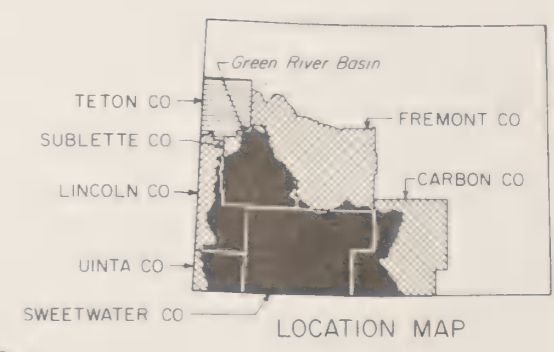 Green River Basin
TETON CO
FREMONT CO
SUBLETTE CO
CARBON CO
LINCOLN CO
UINTA CO
SWEETWATER CO
LOCATION MAP